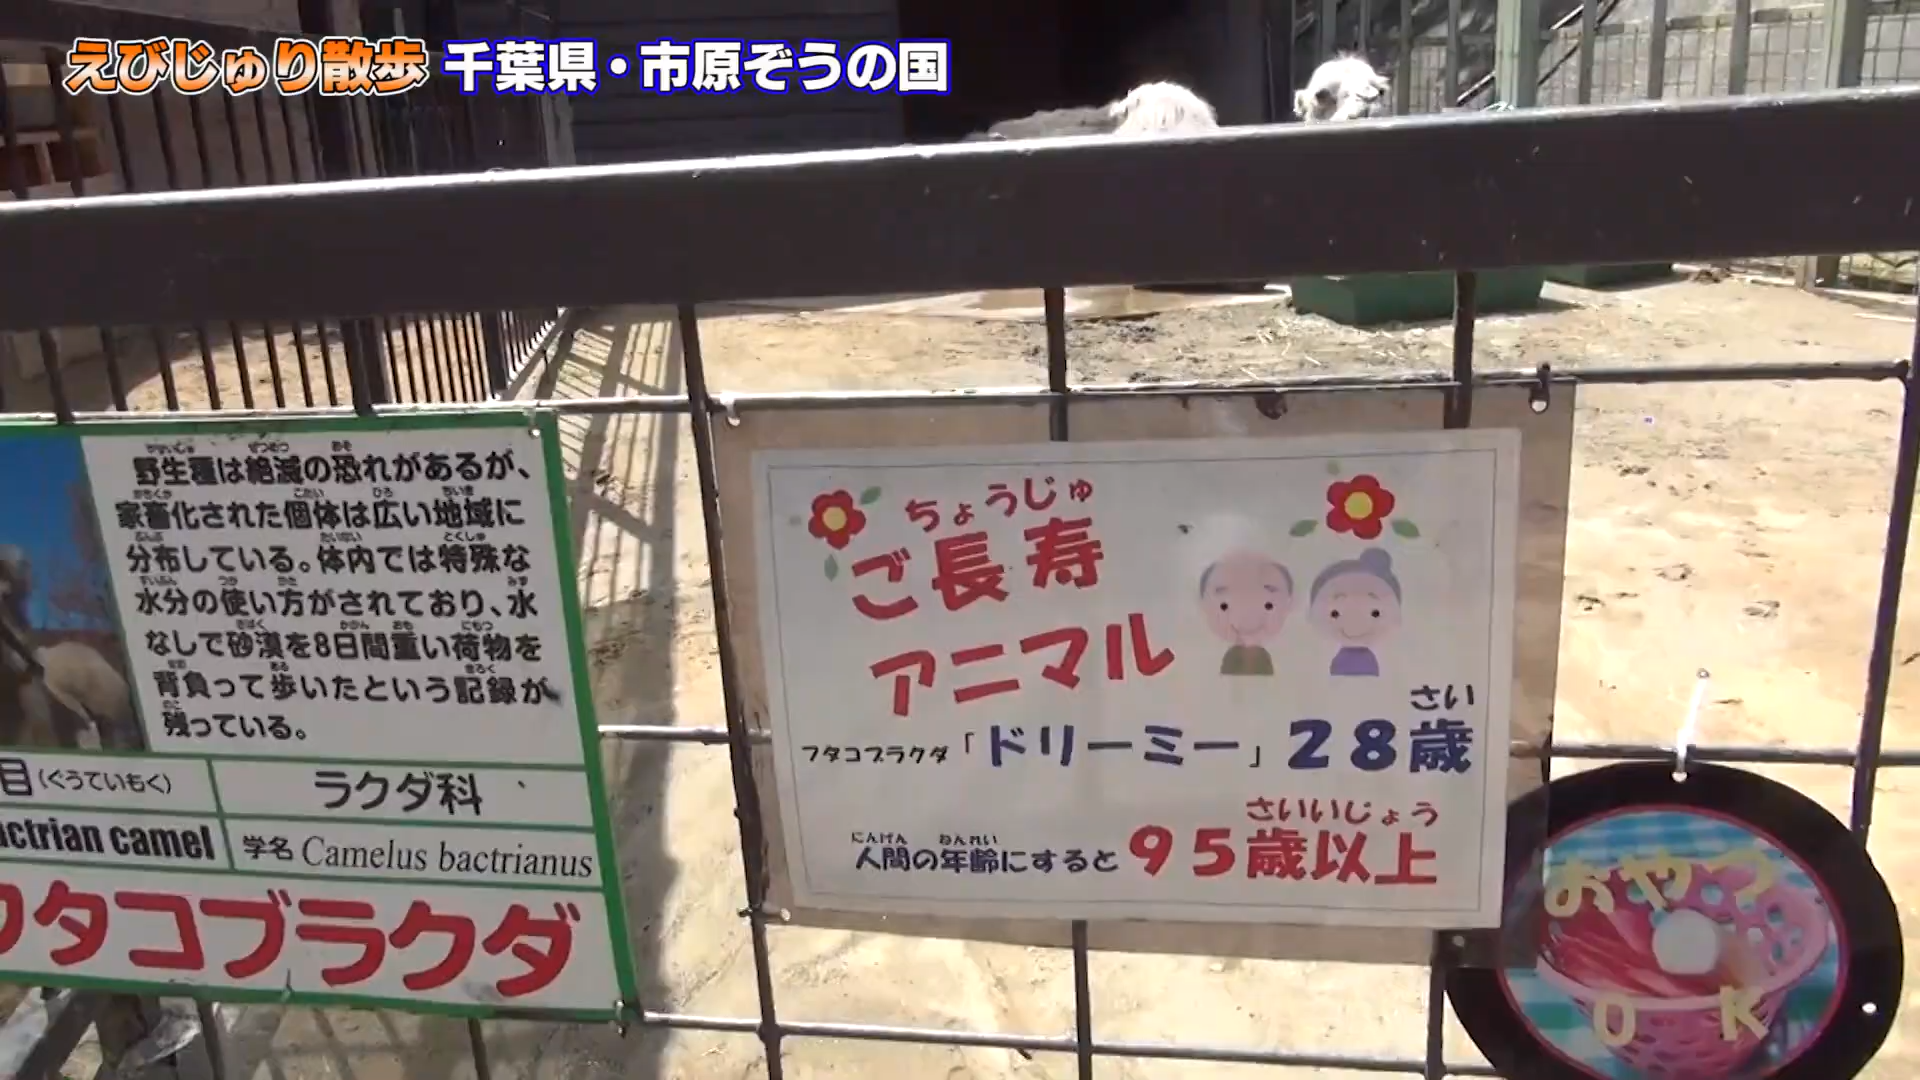 えびじゅり散歩 千葉県・市原ぞうの国
野生種は絶滅の恐れがあるが、
家畜化された個体は広い地域に
分布している。体内では特殊な
水分の使い方がされており、水
なしで砂漠を8日間重い荷物を
背負って歩いたという記録が
残っている。
目(ぐうていもく)
ラクダ科
actrian camel
学名 Camelus bactrianus
フタコブラクダ
ちょうじゅ
ご長寿
アニマル
さい
フタコブラクダ「ドリーミー」28歳
さいいじょう
にんげん ねんれい
人間の年齢にすると95歳以上
おやつ
OK